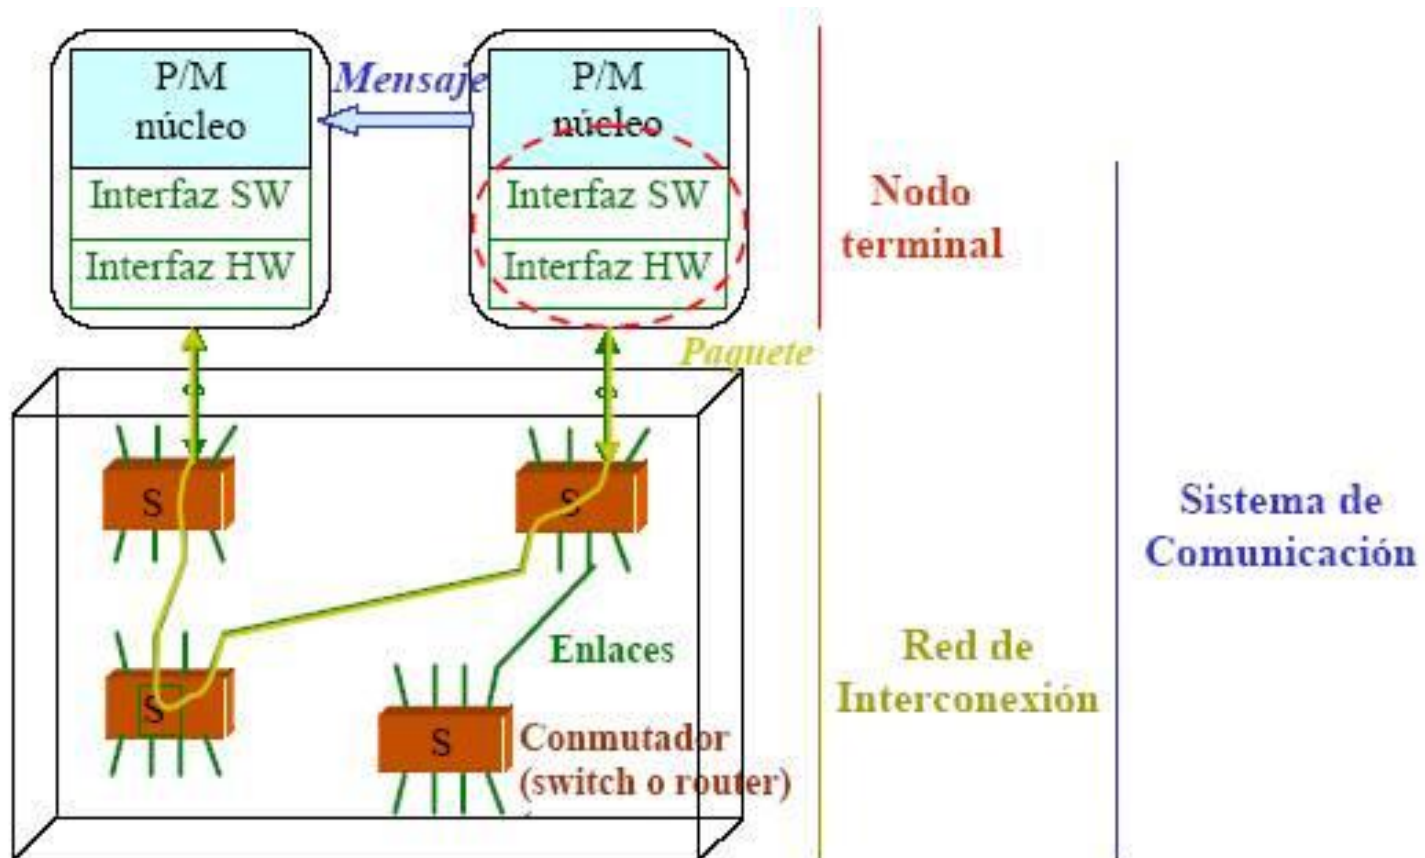 P/M
núcleo
Interfaz SW
Interfaz HW
Mensaje
P/M
núcleo
Interfaz SW
Interfaz HW
Nodo
terminal
Paquete
S
S
S
S
Enlaces
Conmutador
(switch o router)
Red de
Interconexión
Sistema de
Comunicación